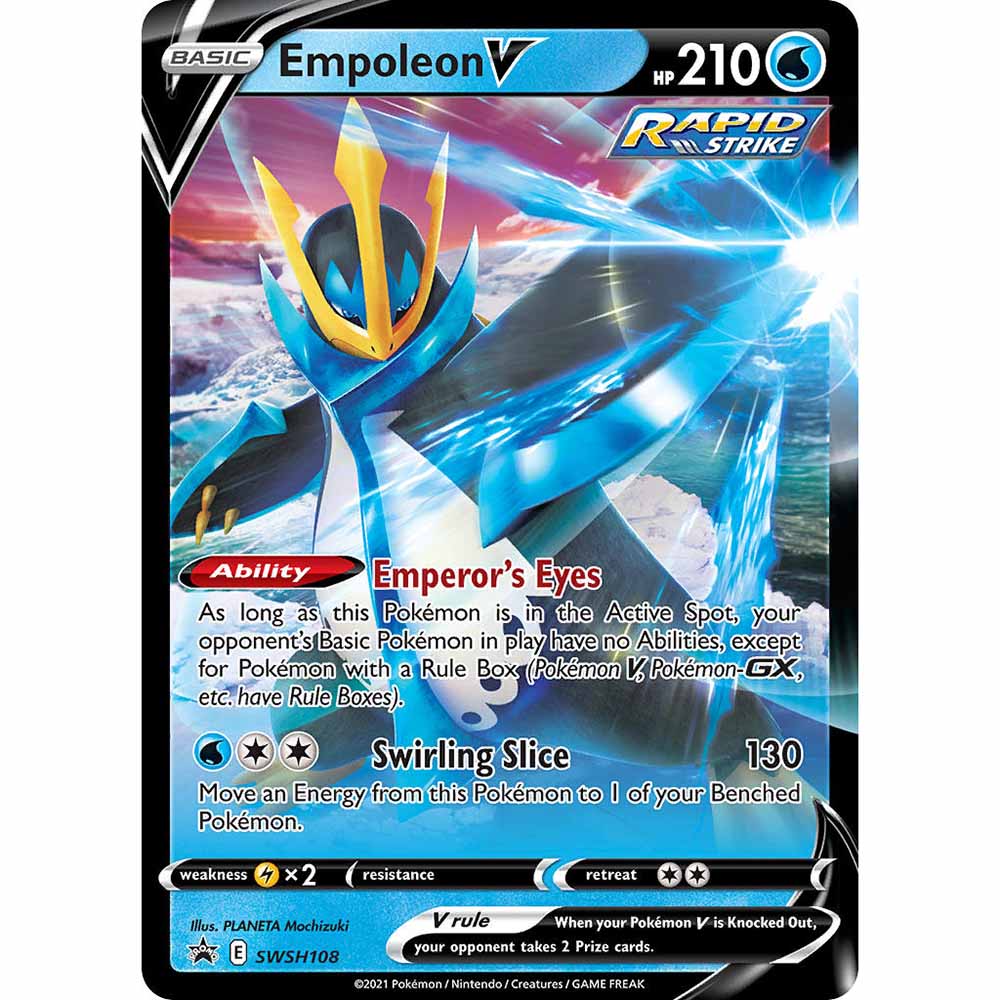 BASIC Empoleon V HP 210
RAPID
STRIKE
Ability Emperor's Eyes
As long as this Pokémon is in the Active Spot, your
opponent's Basic Pokémon in play have no Abilities, except
for Pokémon with a Rule Box (Pokémon V, Pokémon-GX,
etc. have Rule Boxes).
Swirling Slice 130
Move an Energy from this Pokémon to 1 of your Benched
Pokémon.
weakness ×2 resistance retreat
Illus. PLANETA Mochizuki
V rule When your Pokémon V is Knocked Out,
your opponent takes 2 Prize cards.
PROMO E SWSH108
©2021 Pokémon / Nintendo / Creatures / GAME FREAK